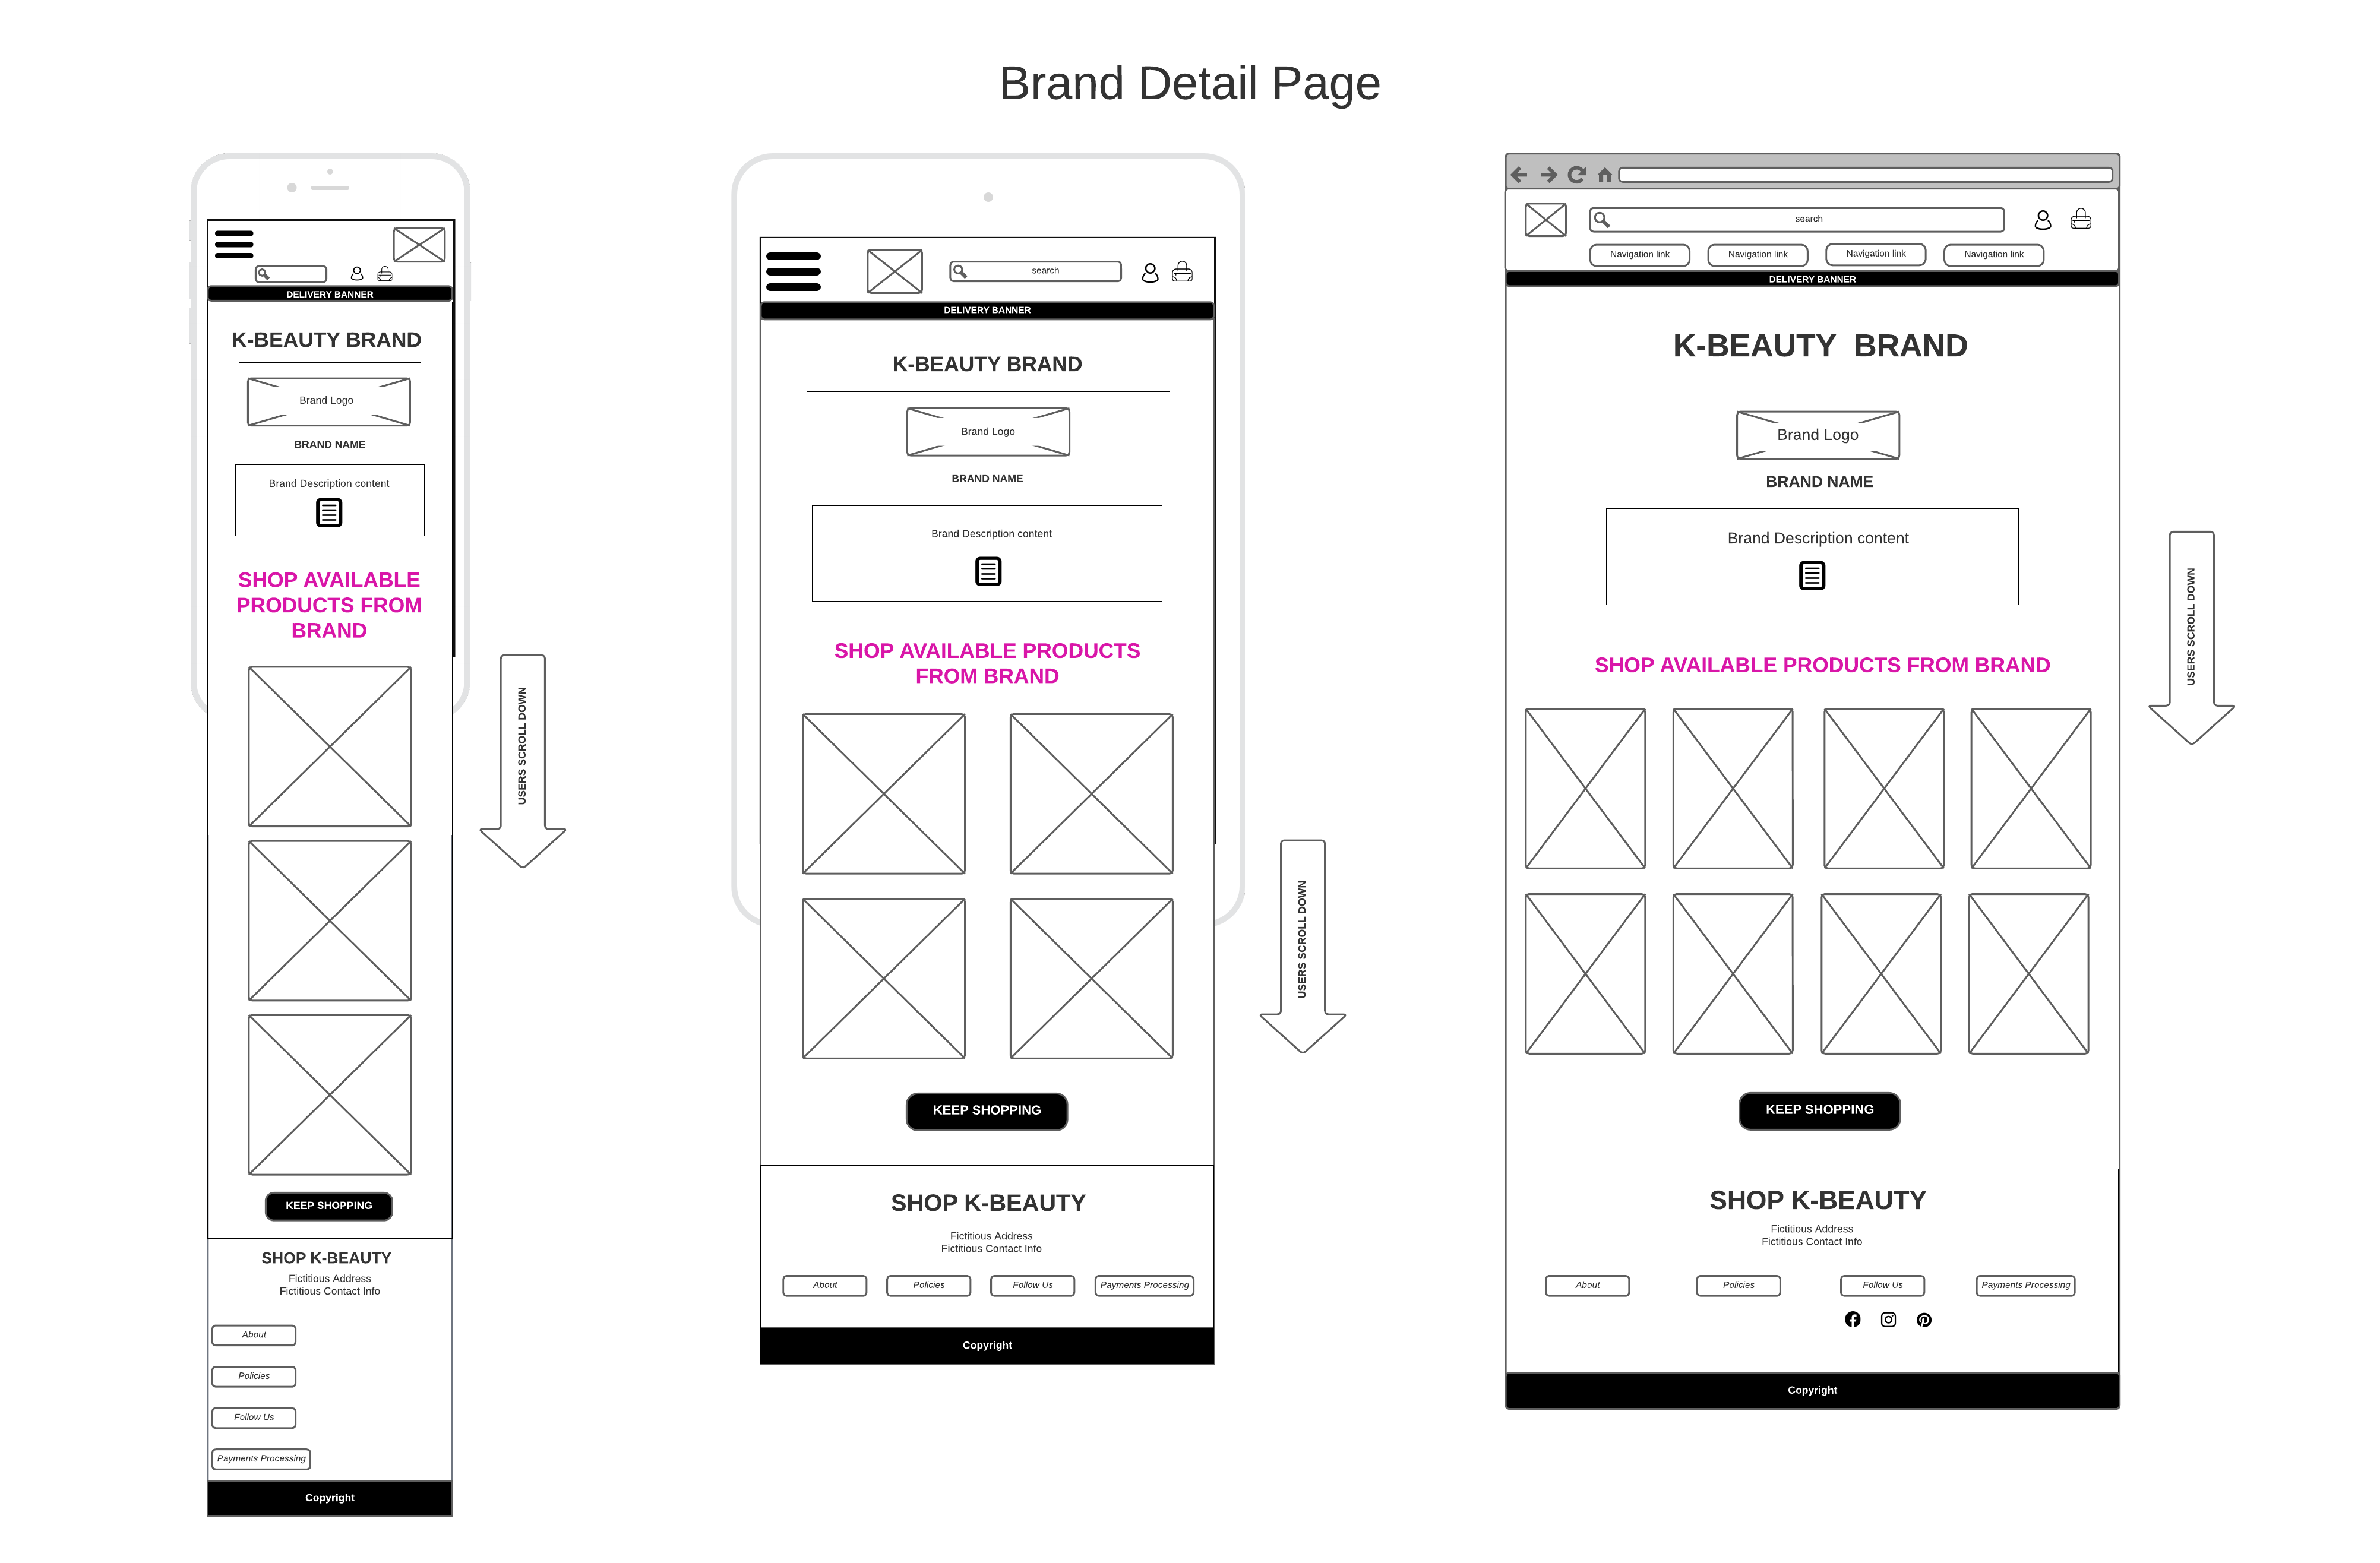 Brand Detail Page
DELIVERY BANNER
K-BEAUTY BRAND
Brand Logo
BRAND NAME
Brand Description content
SHOP AVAILABLE
PRODUCTS FROM
BRAND
USERS SCROLL DOWN
KEEP SHOPPING
SHOP K-BEAUTY
Fictitious Address
Fictitious Contact Info
About
Policies
Follow Us
Payments Processing
Copyright
search
DELIVERY BANNER
K-BEAUTY BRAND
Brand Logo
BRAND NAME
Brand Description content
SHOP AVAILABLE PRODUCTS
FROM BRAND
USERS SCROLL DOWN
KEEP SHOPPING
SHOP K-BEAUTY
Fictitious Address
Fictitious Contact Info
About Policies Follow Us Payments Processing
Copyright
search
Navigation link Navigation link Navigation link Navigation link
DELIVERY BANNER
K-BEAUTY  BRAND
Brand Logo
BRAND NAME
Brand Description content
SHOP AVAILABLE PRODUCTS FROM BRAND
USERS SCROLL DOWN
KEEP SHOPPING
SHOP K-BEAUTY
Fictitious Address
Fictitious Contact Info
About Policies Follow Us Payments Processing
Copyright